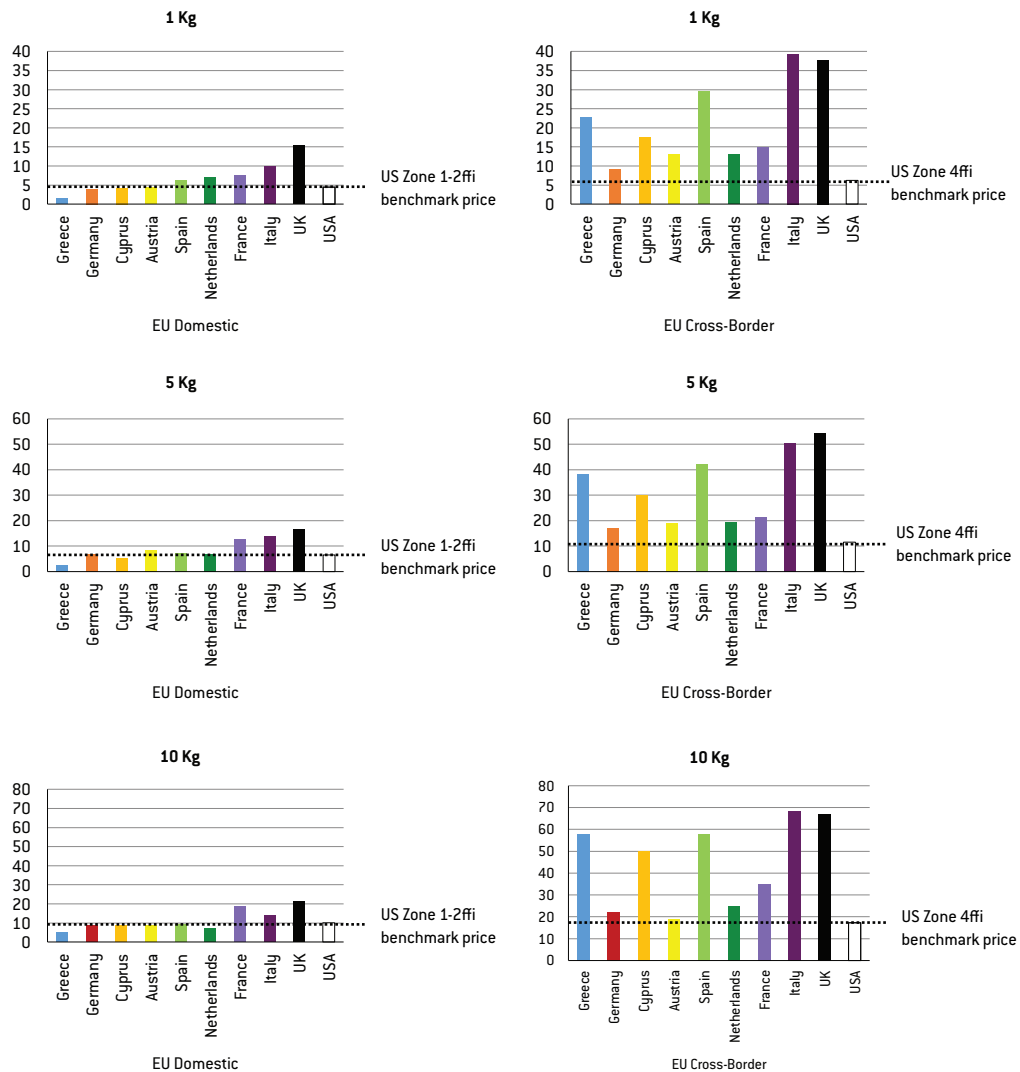 1 Kg
40
35
30
25
20
15
10
5
0
US Zone 1-2ffi
benchmark price
Greece
Germany
Cyprus
Austria
Spain
Netherlands
France
Italy
UK
USA
EU Domestic
1 Kg
40
35
30
25
20
15
10
5
0
US Zone 4ffi
benchmark price
Greece
Germany
Cyprus
Austria
Spain
Netherlands
France
Italy
UK
USA
EU Cross-Border
5 Kg
60
50
40
30
20
10
0
US Zone 1-2ffi
benchmark price
Greece
Germany
Cyprus
Austria
Spain
Netherlands
France
Italy
UK
USA
EU Domestic
5 Kg
60
50
40
30
20
10
0
US Zone 4ffi
benchmark price
Greece
Germany
Cyprus
Austria
Spain
Netherlands
France
Italy
UK
USA
EU Cross-Border
10 Kg
80
70
60
50
40
30
20
10
0
US Zone 1-2ffi
benchmark price
Greece
Germany
Cyprus
Austria
Spain
Netherlands
France
Italy
UK
USA
EU Domestic
10 Kg
80
70
60
50
40
30
20
10
0
US Zone 4ffi
benchmark price
Greece
Germany
Cyprus
Austria
Spain
Netherlands
France
Italy
UK
USA
EU Cross-Border